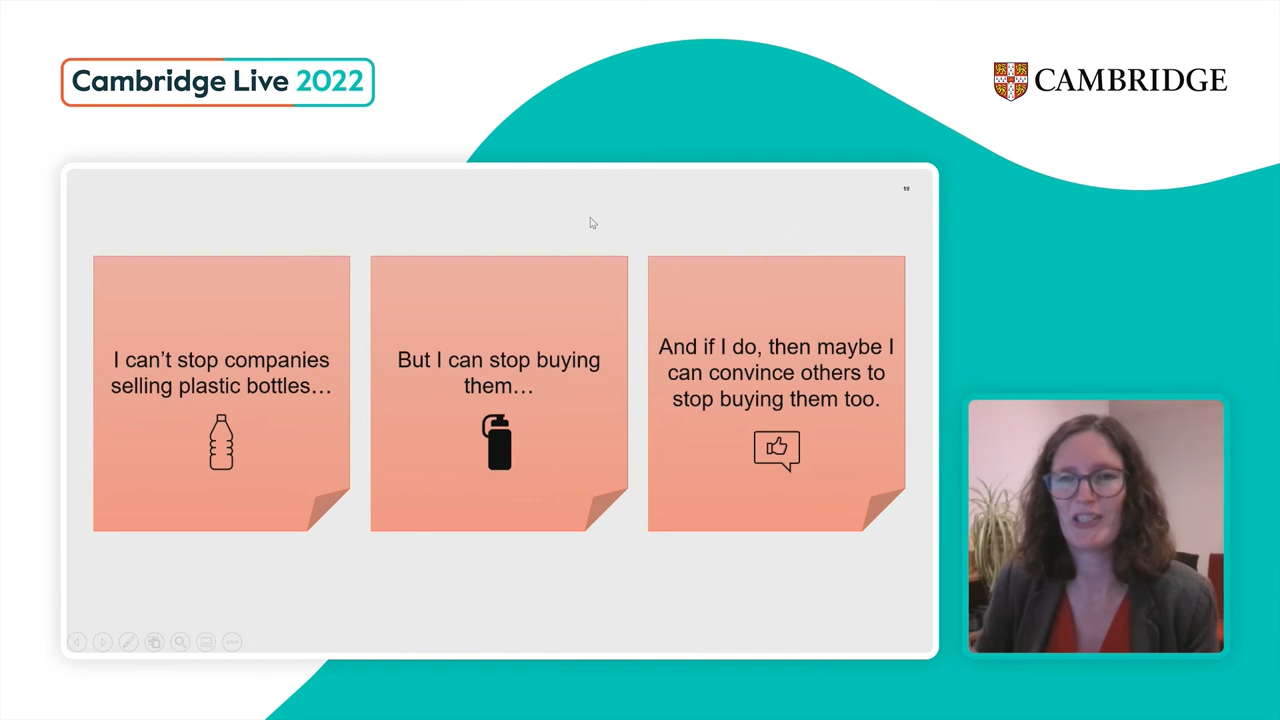 Cambridge Live 2022
CAMBRIDGE
19
I can’t stop companies
selling plastic bottles…
But I can stop buying
them…
And if I do, then maybe I
can convince others to
stop buying them too.